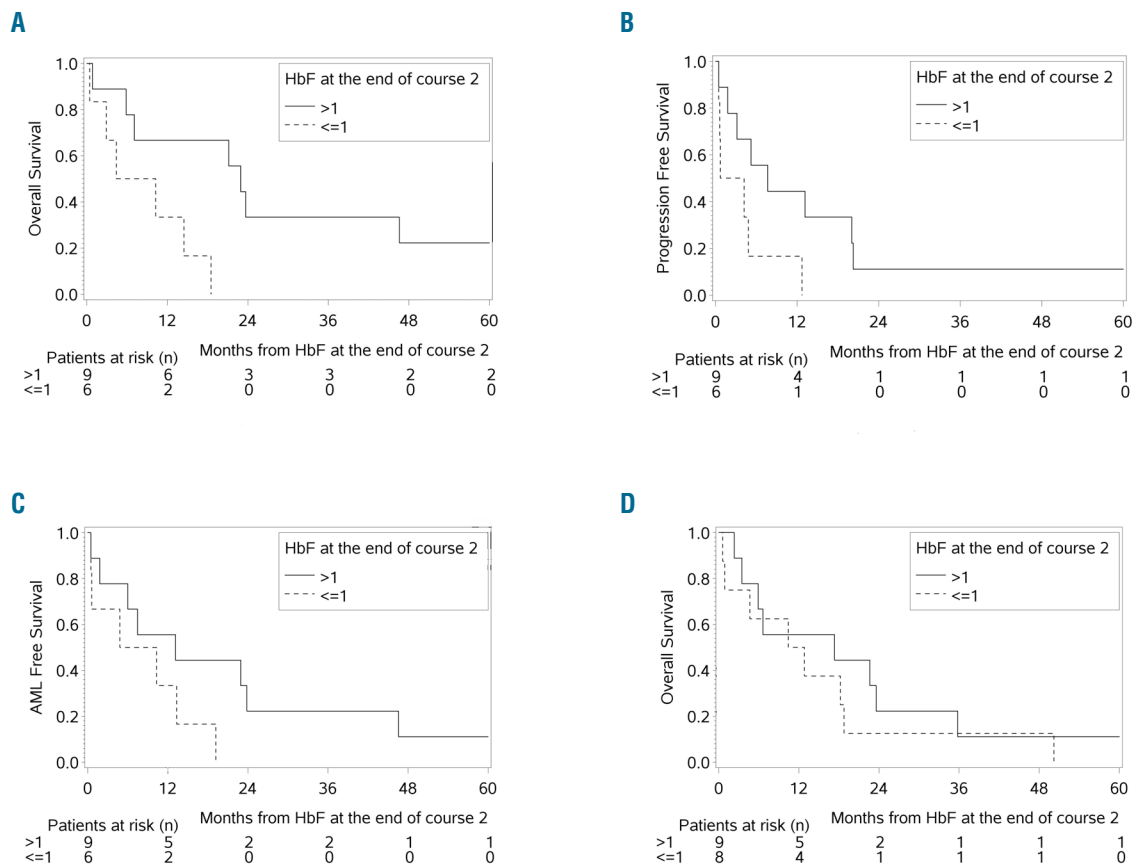 A
Overall Survival
1.0
0.8
0.6
0.4
0.2
0.0
HbF at the end of course 2
>1
<=1
0 12 24 36 48 60
Patients at risk (n) Months from HbF at the end of course 2
>1 9 6 3 3 2 2
<=1 6 2 0 0 0 0
B
Progression Free Survival
1.0
0.8
0.6
0.4
0.2
0.0
HbF at the end of course 2
>1
<=1
0 12 24 36 48 60
Patients at risk (n) Months from HbF at the end of course 2
>1 9 4 1 1 1 1
<=1 6 1 0 0 0 0
C
AML Free Survival
1.0
0.8
0.6
0.4
0.2
0.0
HbF at the end of course 2
>1
<=1
0 12 24 36 48 60
Patients at risk (n) Months from HbF at the end of course 2
>1 9 5 2 2 1 1
<=1 6 2 0 0 0 0
D
Overall Survival
1.0
0.8
0.6
0.4
0.2
0.0
HbF at the end of course 2
>1
<=1
0 12 24 36 48 60
Patients at risk (n) Months from HbF at the end of course 2
>1 9 5 2 1 1 1
<=1 8 4 1 1 1 0